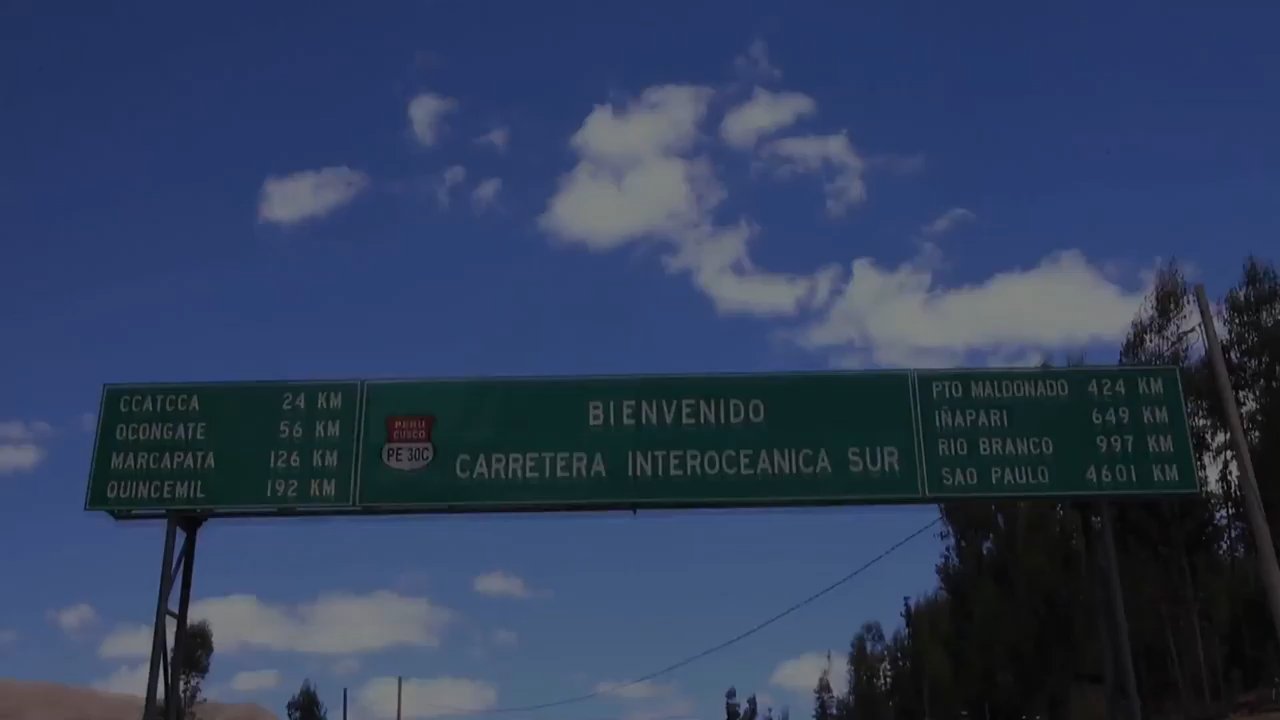 CCATCCA 24 KM
OCONGATE 56 KM
MARCAPATA 126 KM
QUINCEMIL 192 KM
PERU
CUSCO
PE 30C
BIENVENIDO
CARRETERA INTEROCEANICA SUR
PTO MALDONADO 424 KM
IÑAPARI 649 KM
RIO BRANCO 997 KM
SAO PAULO 4601 KM